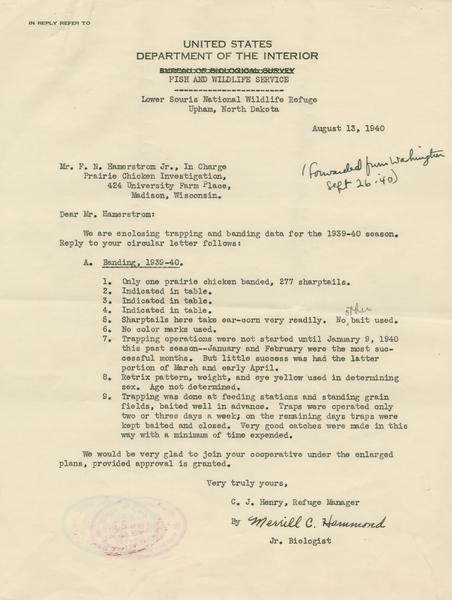 IN REPLY REFER TO
UNITED STATES
DEPARTMENT OF THE INTERIOR
BUREAU OF BIOLOGICAL SURVEY
FISH AND WILDLIFE SERVICE
Lower Souris National Wildlife Refuge
Upham, North Dakota
August 13, 1940
(Forwarded from Washington
Sept 26-'40)
Mr. F. N. Hamerstrom Jr., In Charge
Prairie Chicken Investigation,
424 University Farm Place,
Madison, Wisconsin.
Dear Mr. Hamerstrom:
We are enclosing trapping and banding data for the 1939-40 season.
Reply to your circular letter follows:
A. Banding, 1939-40.
1. Only one prairie chicken banded, 277 sharptails.
2. Indicated in table.
3. Indicated in table.
4. Indicated in table.
5. Sharptails here take ear-corn very readily. No other bait used.
6. No color marks used.
7. Trapping operations were not started until January 9, 1940
this past season--January and February were the most suc-
cessful months. But little success was had the latter
portion of March and early April.
8. Retrix pattern, weight, and eye yellow used in determining
sex. Age not determined.
9. Trapping was done at feeding stations and standing grain
fields, baited well in advance. Traps were operated only
two or three days a week; on the remaining days traps were
kept baited and closed. Very good catches were made in this
way with a minimum of time expended.
We would be very glad to join your cooperative under the enlarged
plans, provided approval is granted.
Very truly yours,
C. J. Henry, Refuge Manager
By Merrill C. Hammond
Jr. Biologist